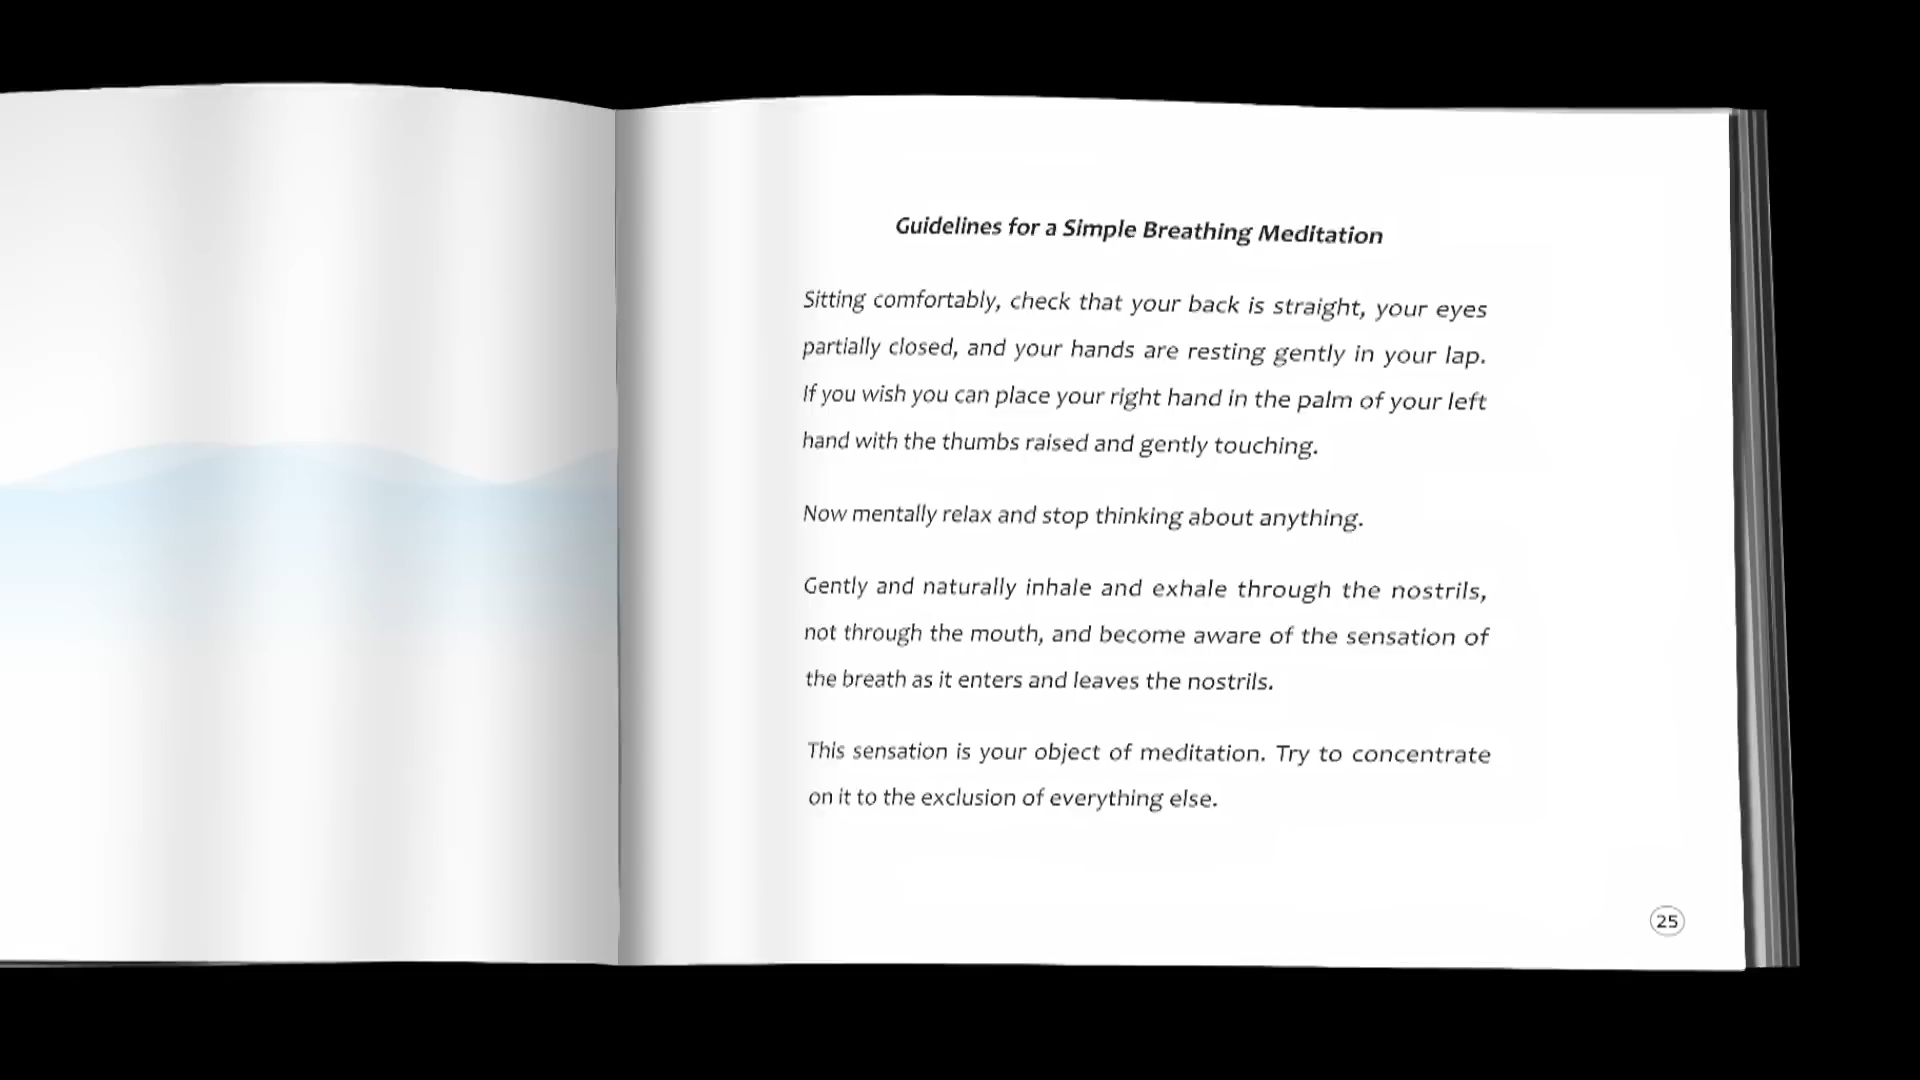 Guidelines for a Simple Breathing Meditation
Sitting comfortably, check that your back is straight, your eyes
partially closed, and your hands are resting gently in your lap.
If you wish you can place your right hand in the palm of your left
hand with the thumbs raised and gently touching.
Now mentally relax and stop thinking about anything.
Gently and naturally inhale and exhale through the nostrils,
not through the mouth, and become aware of the sensation of
the breath as it enters and leaves the nostrils.
This sensation is your object of meditation. Try to concentrate
on it to the exclusion of everything else.
25